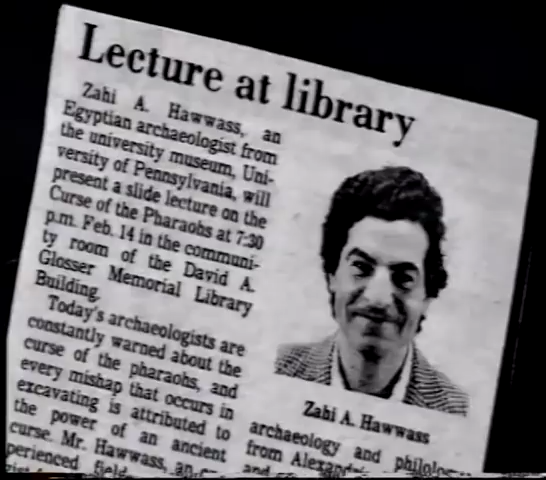 Lecture at library
Zahi A. Hawwass, an
Egyptian archaeologist from
the university museum, Uni-
versity of Pennsylvania, will
present a slide lecture on the
Curse of the Pharaohs at 7:30
p.m. Feb. 14 in the communi-
ty room of the David A.
Glosser Memorial Library
Building.
Today's archaeologists are
constantly warned about the
curse of the pharaohs, and
every mishap that occurs in
excavating is attributed to
the power of an ancient
curse. Mr. Hawwass, an
perienced field
Zahi A. Hawwass
archaeology and
from
and